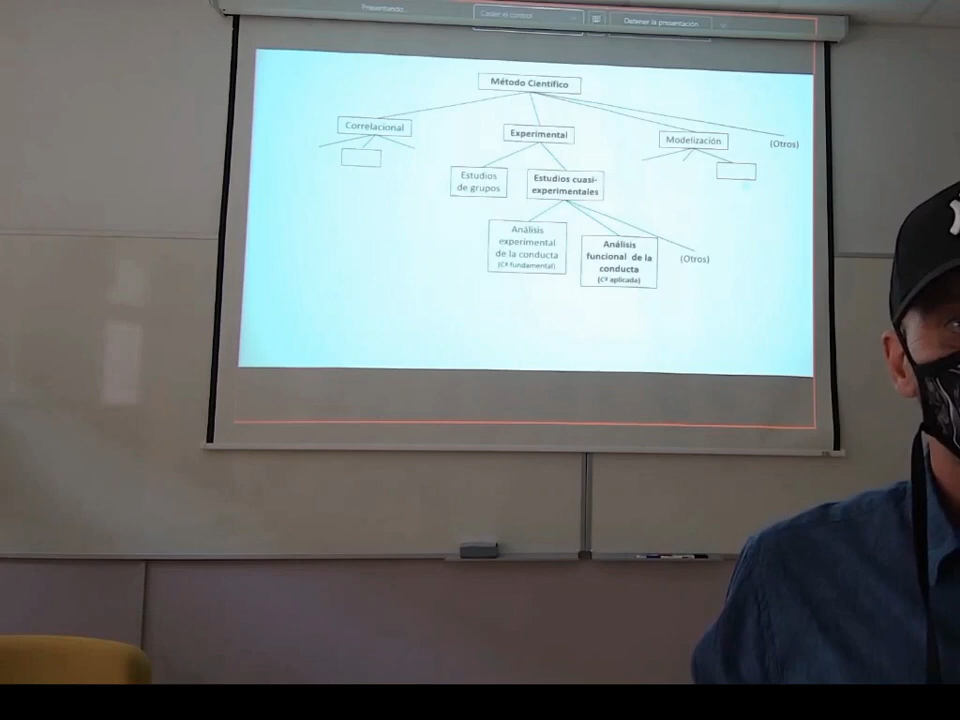 Presentando...
Ceder el control
Detener la presentación
Método Científico
Correlacional
Experimental
Modelización
(Otros)
Estudios
de grupos
Estudios cuasi-
experimentales
Análisis
experimental
de la conducta
(Cª fundamental)
Análisis
funcional de la
conducta
(Cª aplicada)
(Otros)